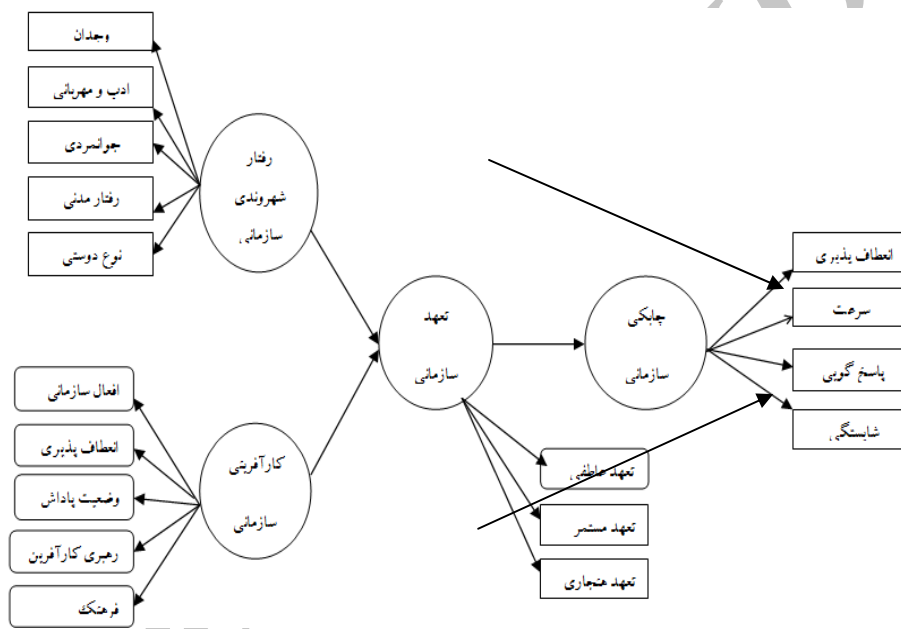 وجدان
ادب و مهربانی
جوانمردی
رفتار مدنی
نوع دوستی
رفتار
شهروندی
سازمانی
افعال سازمانی
انعطاف پذیری
وضعیت پاداش
رهبری کارآفرین
فرهنگ
کارآفرینی
سازمانی
تعهد
سازمانی
تعهد عاطفی
تعهد مستمر
تعهد هنجاری
چابکی
سازمانی
انعطاف پذیری
سرعت
پاسخ گویی
شایستگی